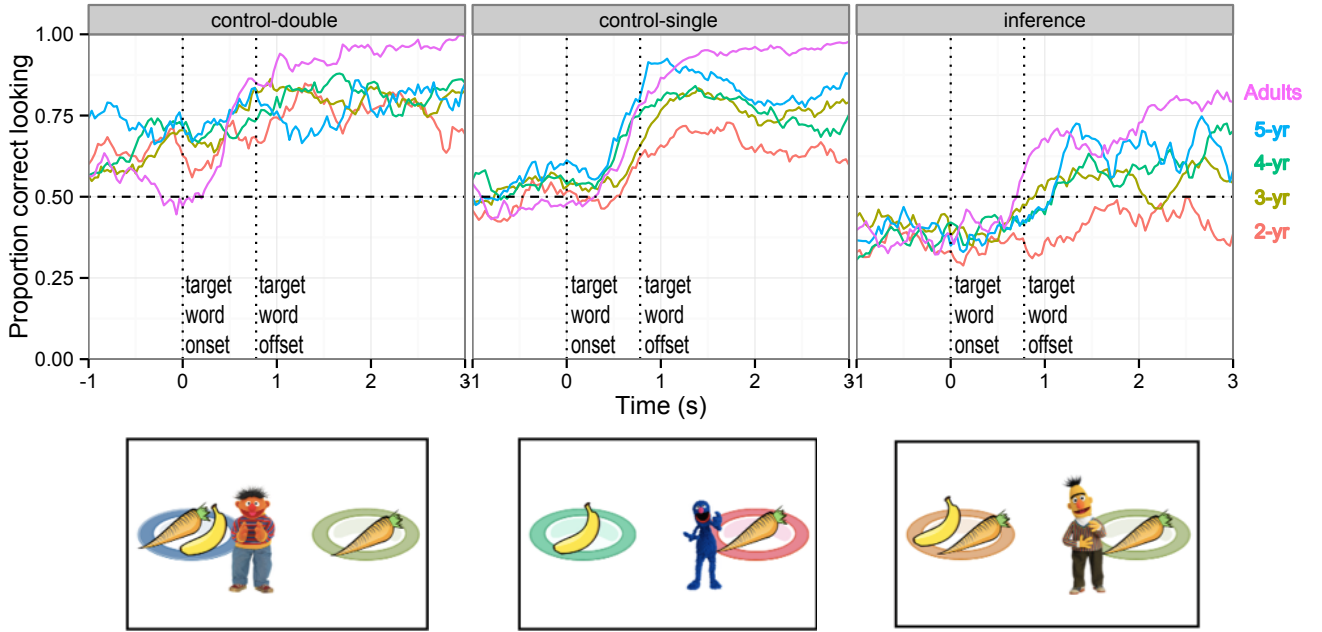 control-double
control-single
inference
Proportion correct looking
1.00
0.75
0.50
0.25
0.00
target
word
onset
target
word
offset
target
word
onset
target
word
offset
target
word
onset
target
word
offset
Adults
5-yr
4-yr
3-yr
2-yr
-1 0 1 2 3
-1 0 1 2 3
-1 0 1 2 3
Time (s)